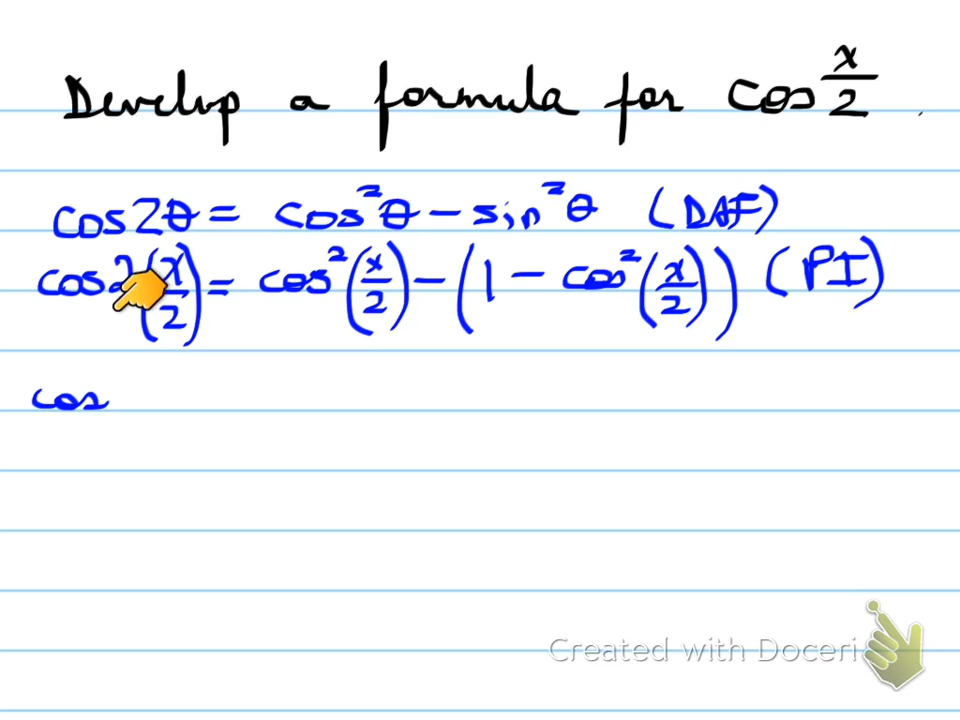 Develop a formula for cos x/2
cos2θ = cos²θ − sin²θ (DAF)
cos2(x/2) = cos²(x/2) − (1 − cos²(x/2)) (PI)
cos
Created with Doceri